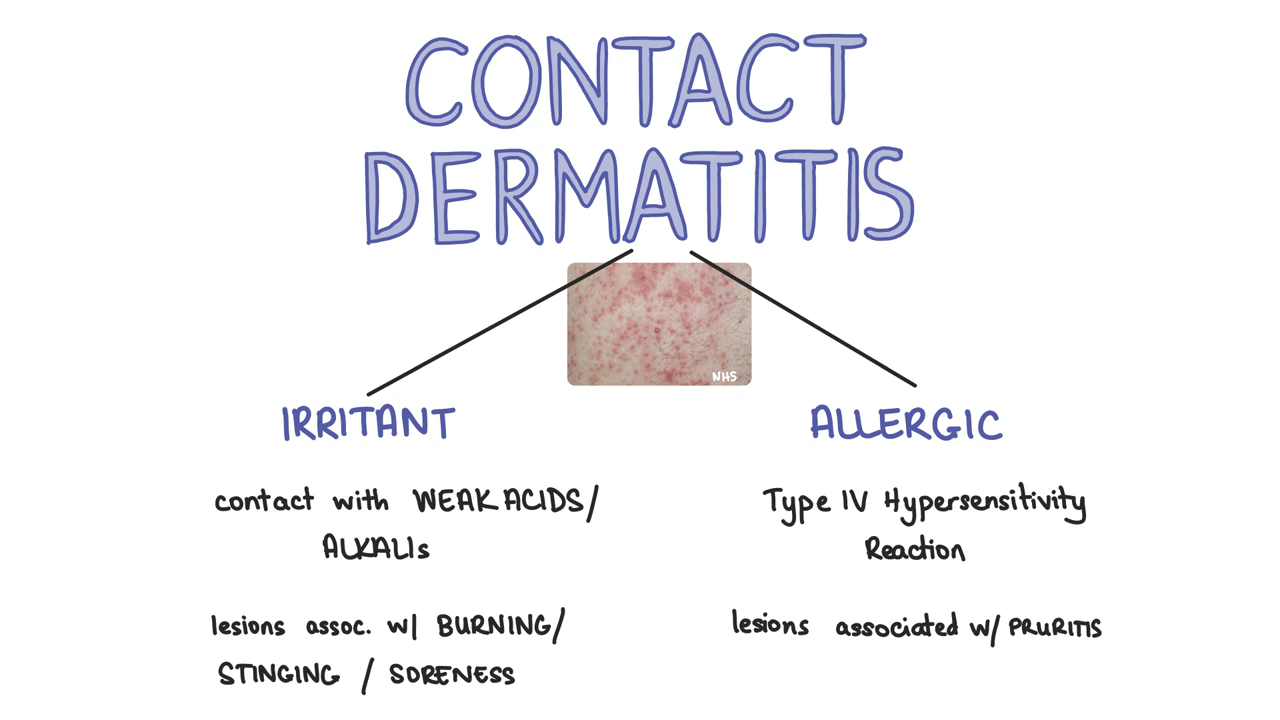 CONTACT
DERMATITIS
NHS
IRRITANT
ALLERGIC
contact with WEAK ACIDS/
ALKALIs
Type IV Hypersensitivity
Reaction
lesions assoc. w/ BURNING/
STINGING / SORENESS
lesions associated w/ PRURITIS